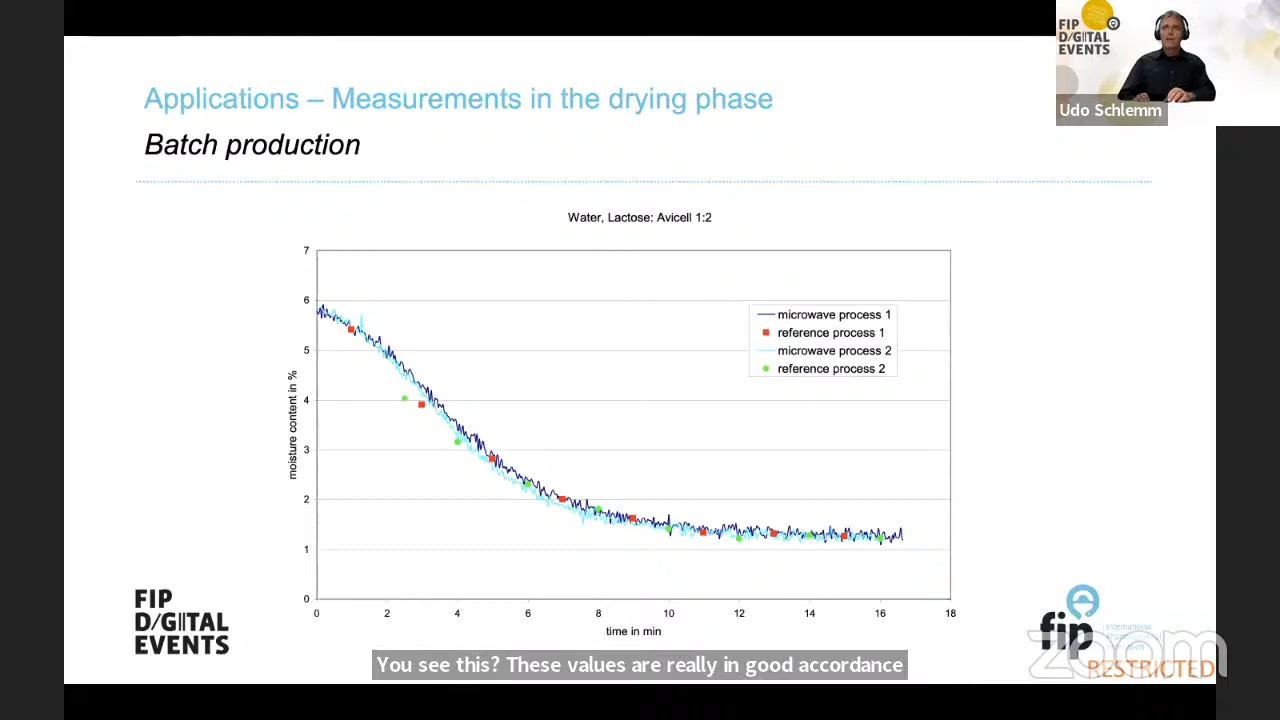 FIP
D/GITAL
EVENTS
Udo Schlemm
Applications – Measurements in the drying phase
Batch production
Water, Lactose: Avicell 1:2
7
6
5
4
3
2
1
0
moisture content in %
microwave process 1
reference process 1
microwave process 2
reference process 2
0 2 4 6 8 10 12 14 16 18
time in min
FIP
D/GITAL
EVENTS
fip
International
zoom
RESTRICTED
You see this? These values are really in good accordance